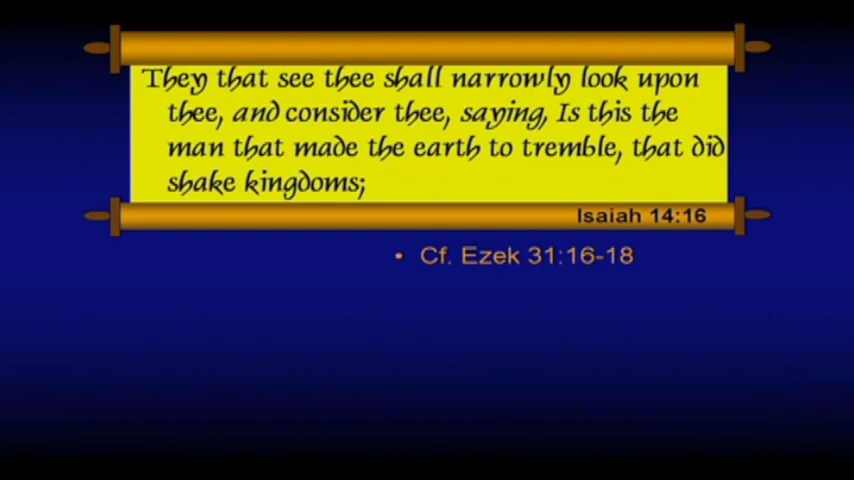 They that see thee shall narrowly look upon
thee, and consider thee, saying, Is this the
man that made the earth to tremble, that did
shake kingdoms;
Isaiah 14:16
• Cf. Ezek 31:16-18